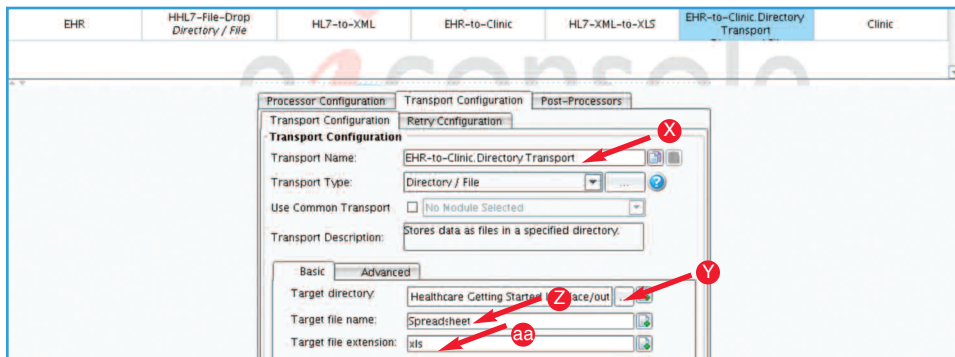 EHR
HHL7-File-Drop
Directory / File
HL7-to-XML
EHR-to-Clinic
HL7-XML-to-XLS
EHR-to-Clinic.Directory
Transport
Clinic
Processor Configuration Transport Configuration Post-Processors
Transport Configuration Retry Configuration
Transport Configuration
X
Transport Name: EHR-to-Clinic.Directory Transport
Transport Type: Directory / File ... ?
Use Common Transport No Module Selected
Transport Description: Stores data as files in a specified directory.
Basic Advanced
Y
Target directory: Healthcare Getting Started
/out
Z
Target file name: Spreadsheet
aa
Target file extension: xls